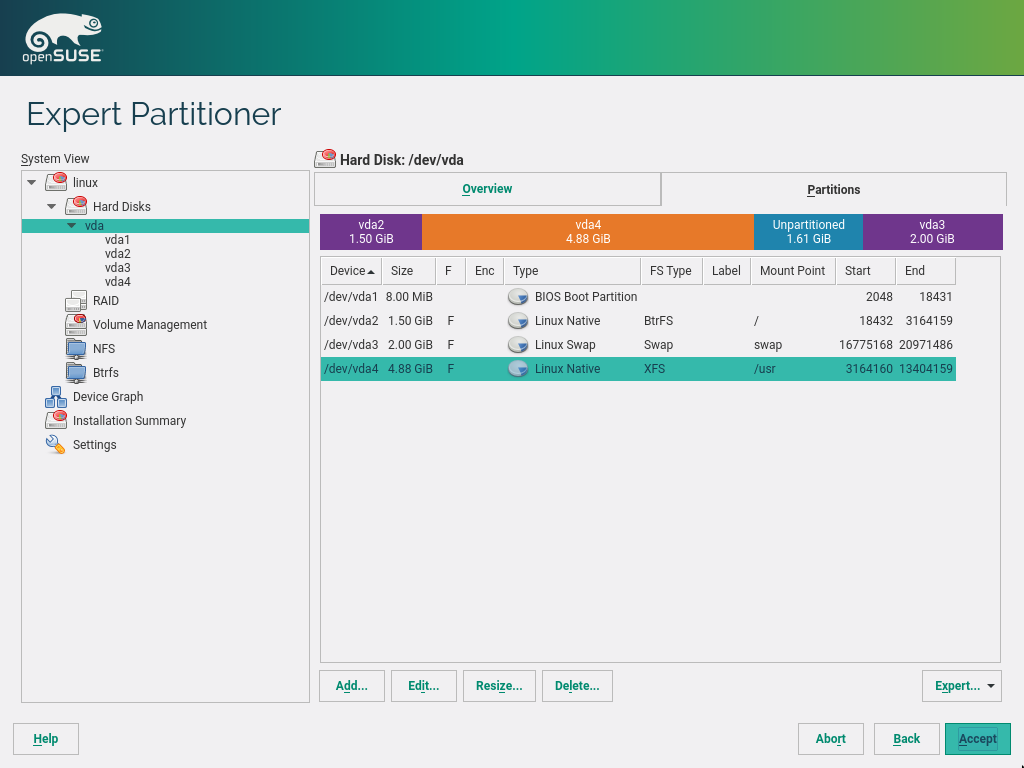 openSUSE
Expert Partitioner
System View
linux
Hard Disks
vda
vda1
vda2
vda3
vda4
RAID
Volume Management
NFS
Btrfs
Device Graph
Installation Summary
Settings
Hard Disk: /dev/vda
Overview Partitions
vda2 vda4 Unpartitioned vda3
1.50 GiB 4.88 GiB 1.61 GiB 2.00 GiB
Device Size F Enc Type FS Type Label Mount Point Start End
/dev/vda1 8.00 MiB BIOS Boot Partition 2048 18431
/dev/vda2 1.50 GiB F Linux Native BtrFS / 18432 3164159
/dev/vda3 2.00 GiB F Linux Swap Swap swap 16775168 20971486
/dev/vda4 4.88 GiB F Linux Native XFS /usr 3164160 13404159
Add... Edit... Resize... Delete... Expert...
Help Abort Back Accept